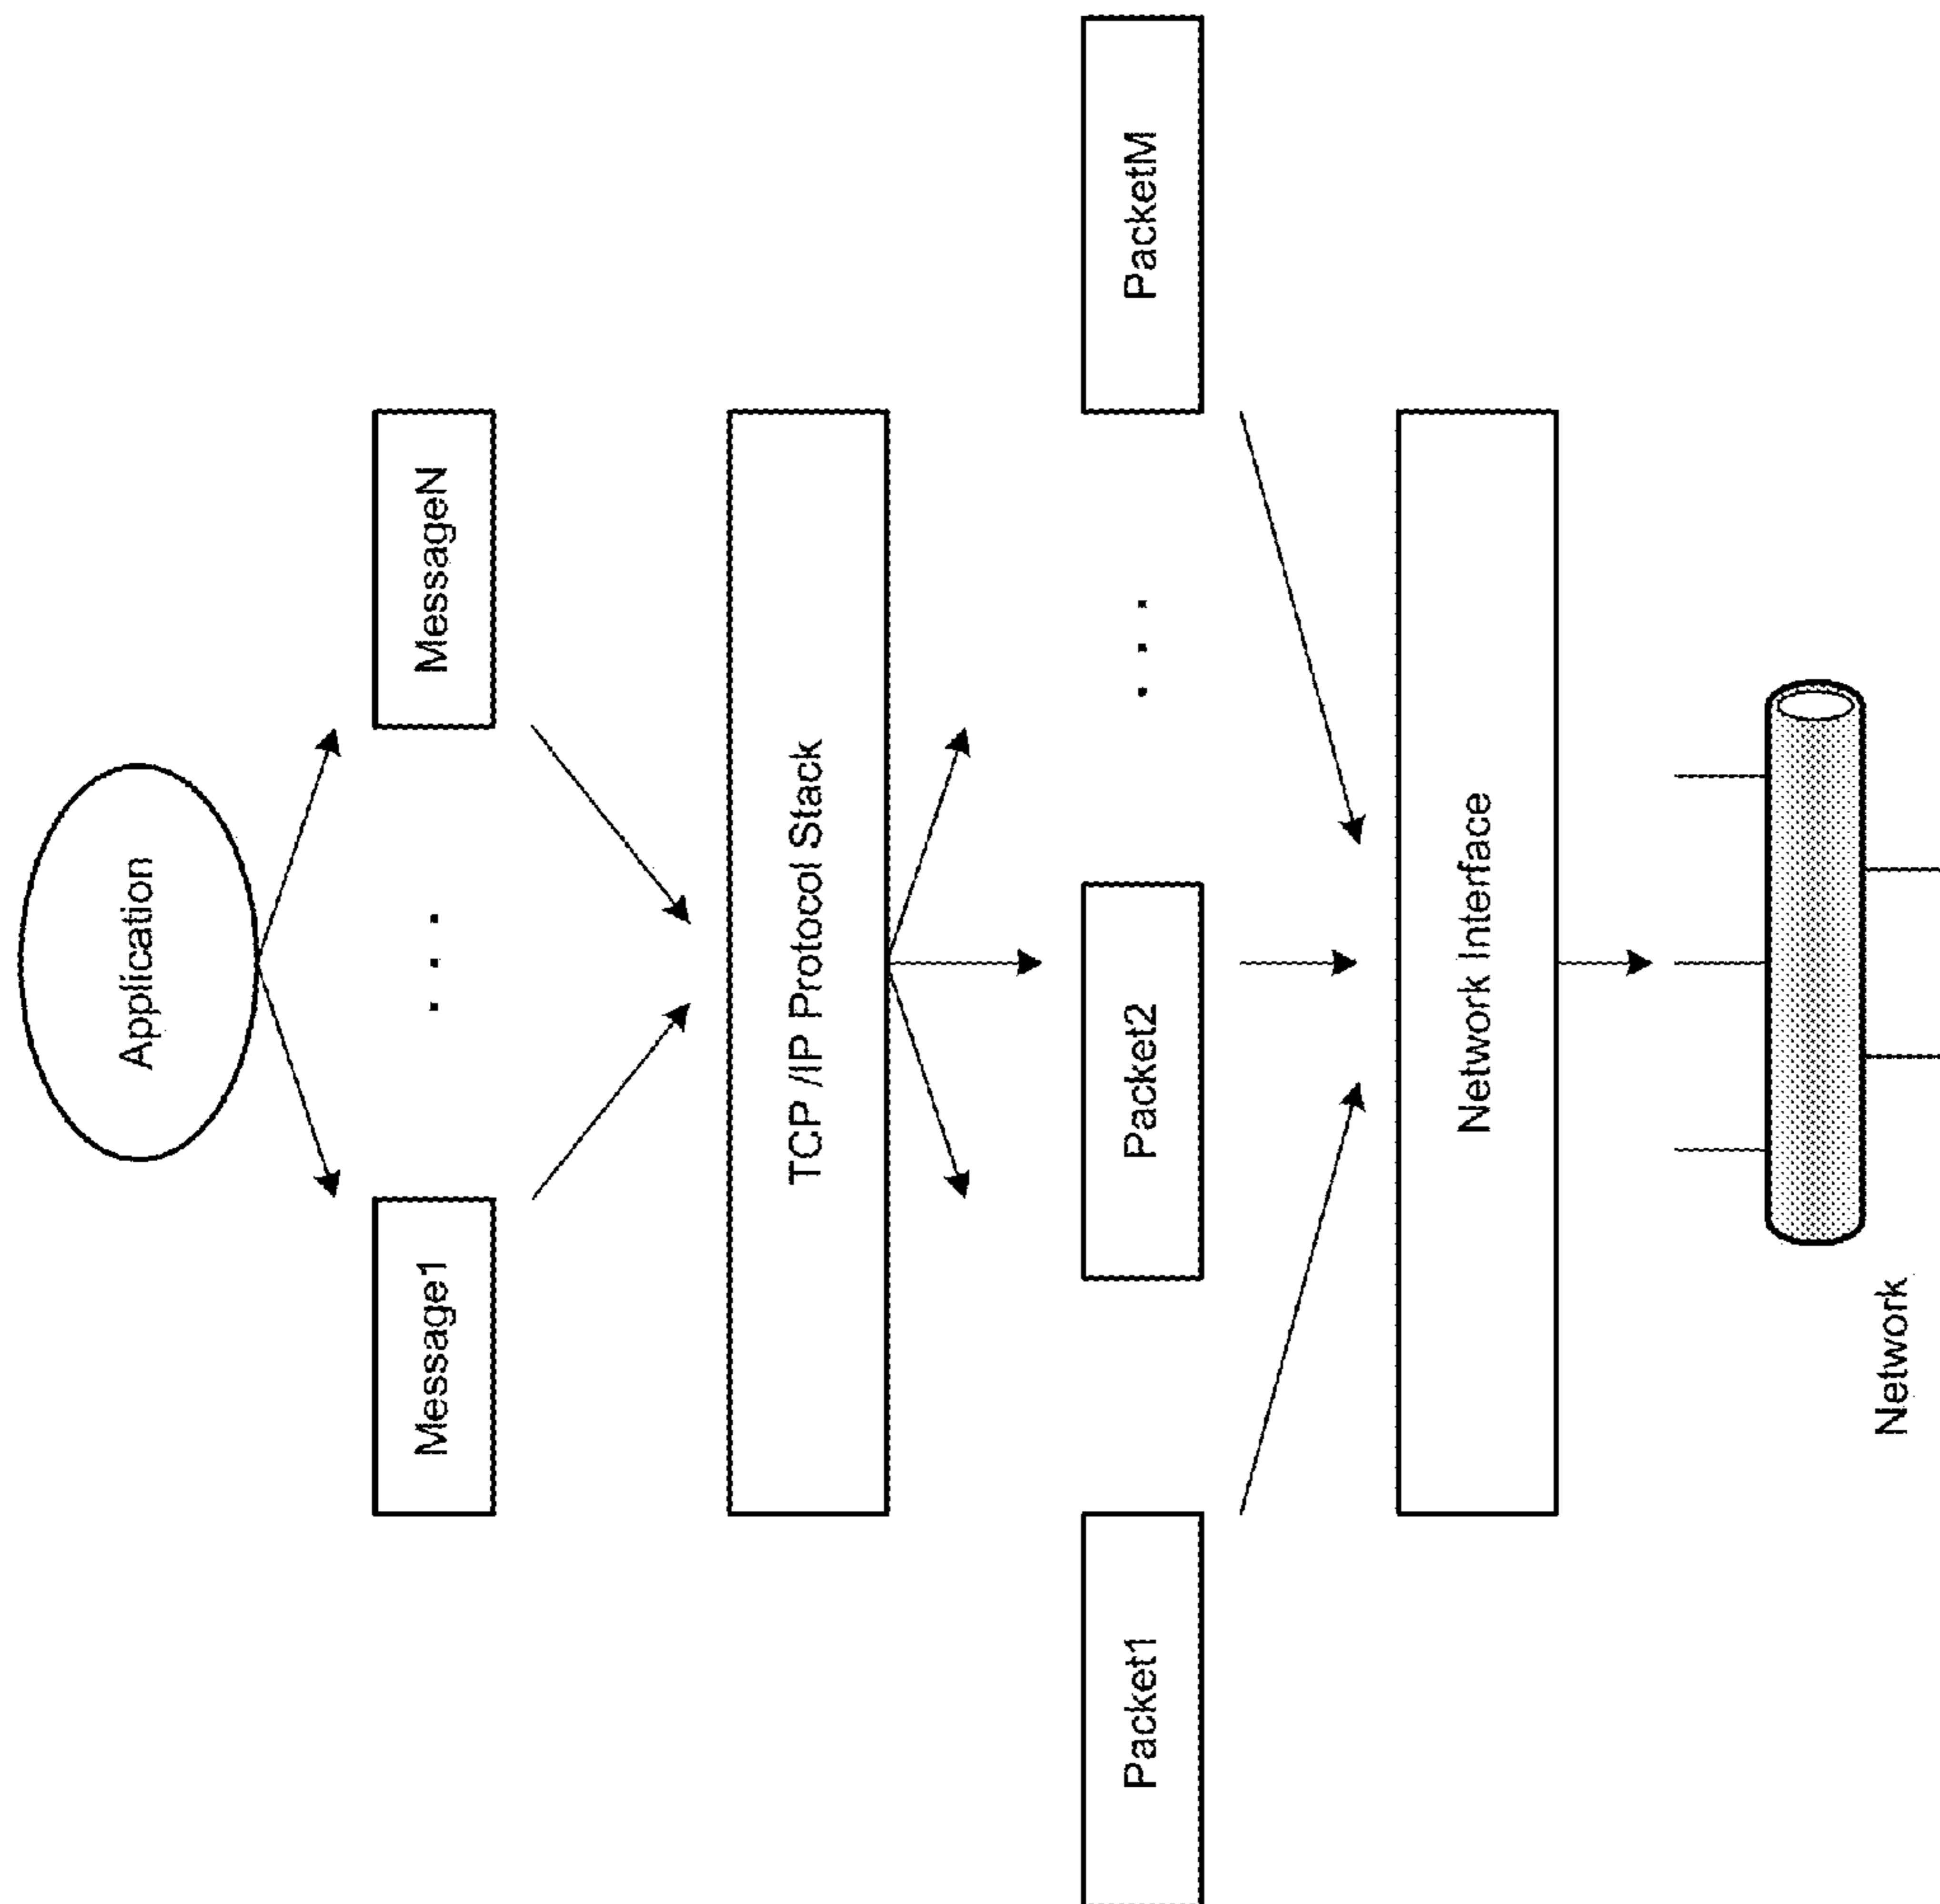 Application
Message1
MessageN
TCP /IP Protocol Stack
Packet1
Packet2
PacketM
Network Interface
Network